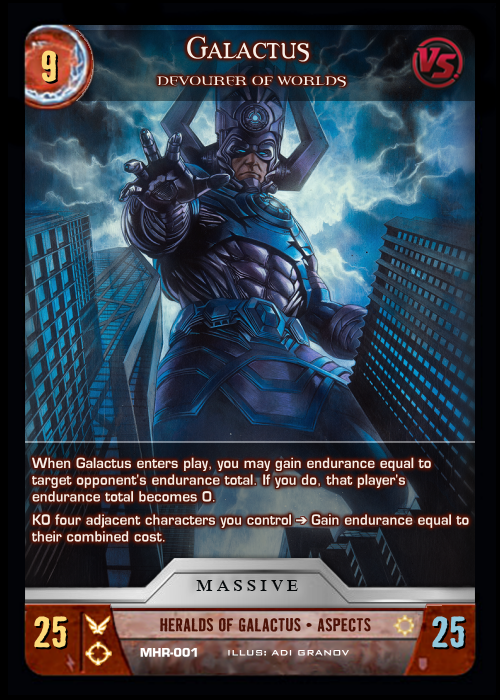 9
GALACTUS
VS
DEVOURER OF WORLDS
When Galactus enters play, you may gain endurance equal to
target opponent's endurance total. If you do, that player's
endurance total becomes 0.
KO four adjacent characters you control ➔ Gain endurance equal to
their combined cost.
MASSIVE
25
HERALDS OF GALACTUS • ASPECTS
25
MHR-001 ILLUS: ADI GRANOV